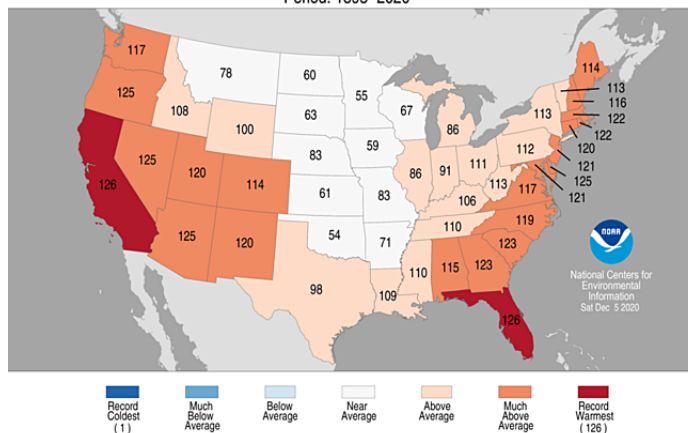 Period: 1895–2020
117
78
60
55
114
125
113
63
67
116
108
113
122
100
86
122
59
83
112
120
125
120
114
86
91
111
121
126
61
83
113
117
125
106
121
119
125
120
54
71
110
123
NOAA
98
110
115
123
National Centers for
Environmental
Information
Sat Dec 5 2020
109
126
Record
Coldest
(1)
Much
Below
Average
Below
Average
Near
Average
Above
Average
Much
Above
Average
Record
Warmest
(126)